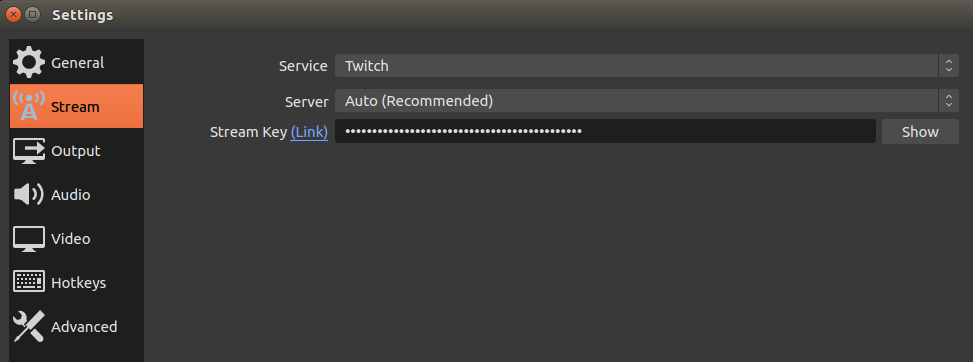 Settings
General
Stream
Output
Audio
Video
Hotkeys
Advanced
Service Twitch
Server Auto (Recommended)
Stream Key (Link) •••••••••••••••••••••••••••••••••••••••••••• Show